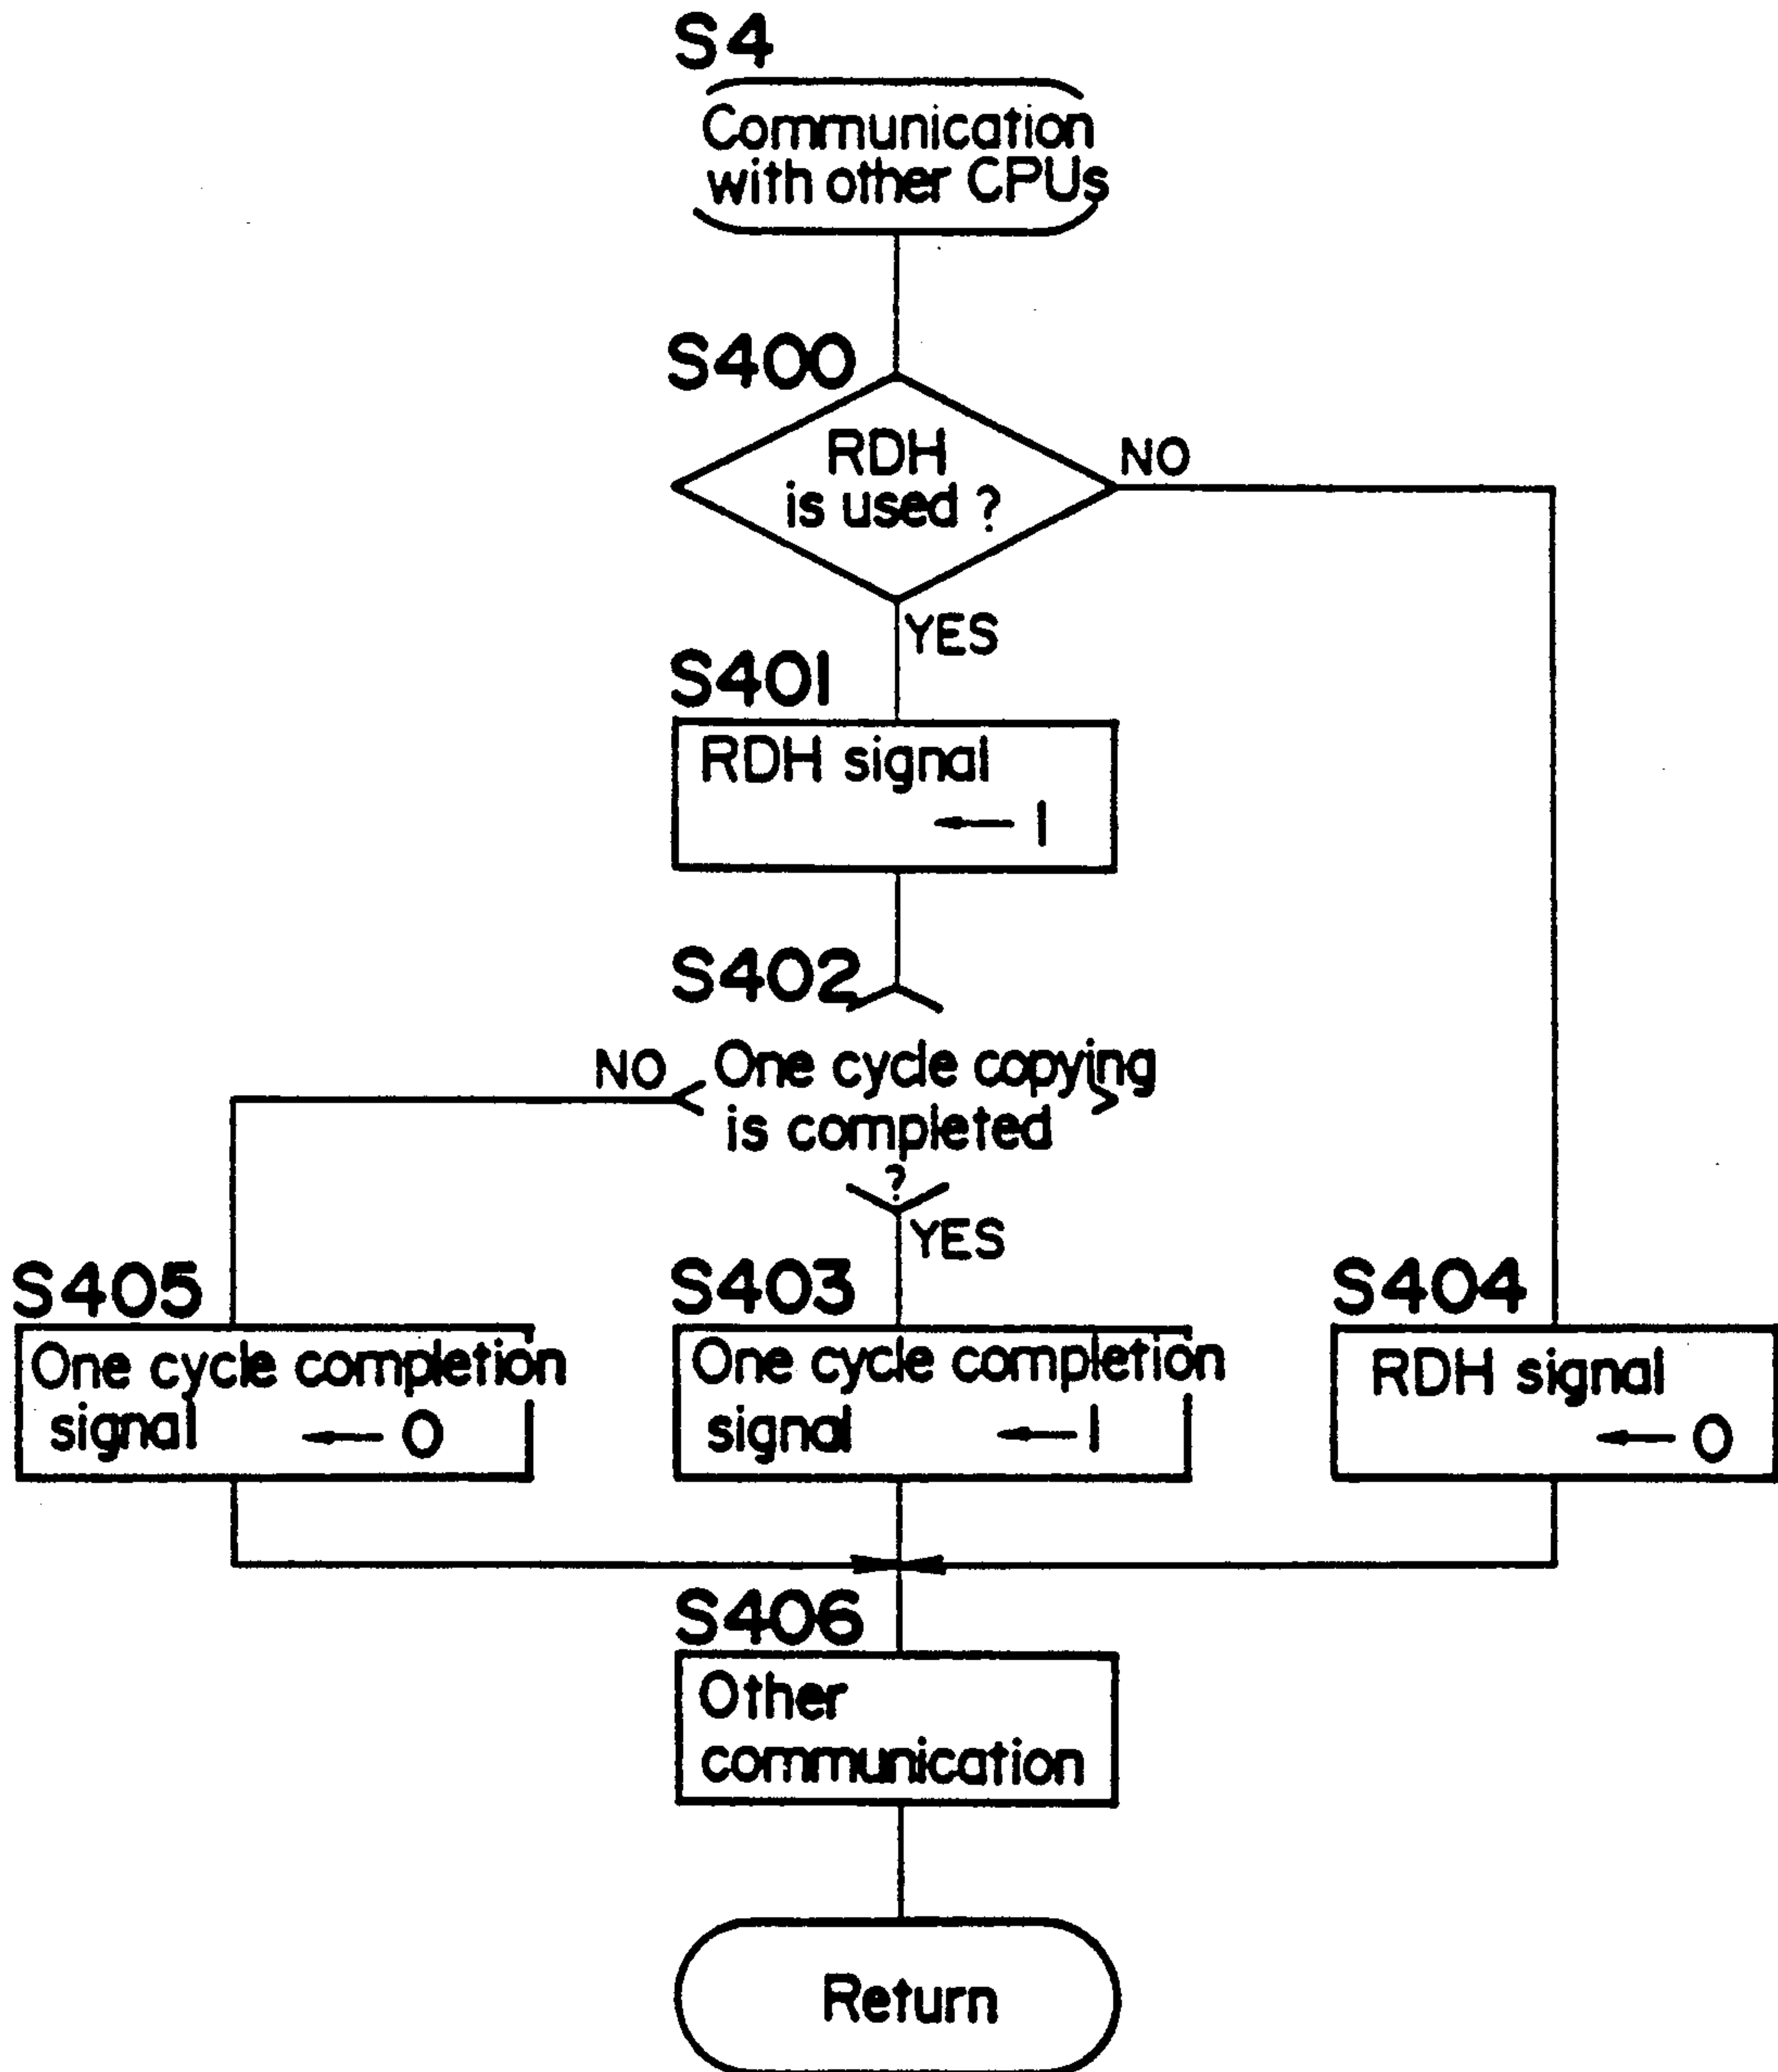 S4
Communication
with other CPUs
S400
RDH
is used ?
NO
YES
S401
RDH signal
← 1
S402
NO
One cycle copying
is completed
?
YES
S405
One cycle completion
signal ← 0
S403
One cycle completion
signal ← 1
S404
RDH signal
← 0
S406
Other
communication
Return